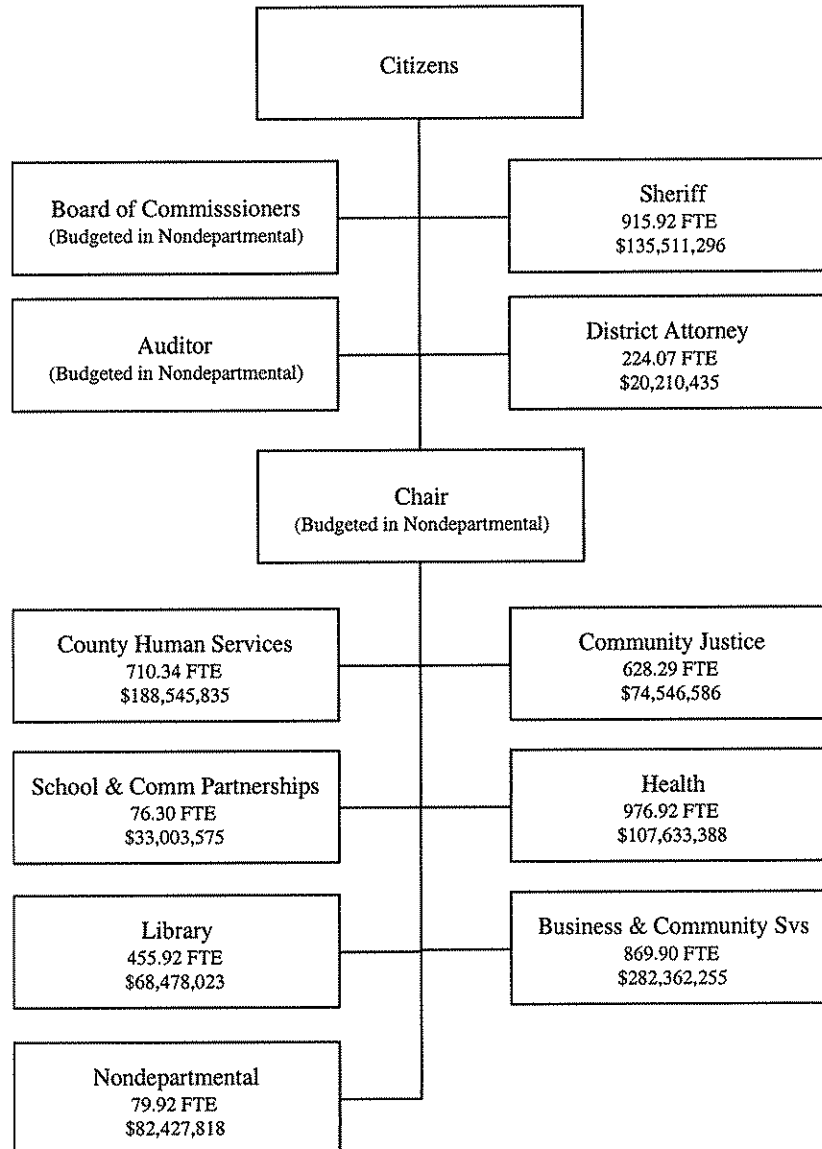 Citizens
Board of Commisssioners
(Budgeted in Nondepartmental)
Sheriff
915.92 FTE
$135,511,296
Auditor
(Budgeted in Nondepartmental)
District Attorney
224.07 FTE
$20,210,435
Chair
(Budgeted in Nondepartmental)
County Human Services
710.34 FTE
$188,545,835
Community Justice
628.29 FTE
$74,546,586
School & Comm Partnerships
76.30 FTE
$33,003,575
Health
976.92 FTE
$107,633,388
Library
455.92 FTE
$68,478,023
Business & Community Svs
869.90 FTE
$282,362,255
Nondepartmental
79.92 FTE
$82,427,818